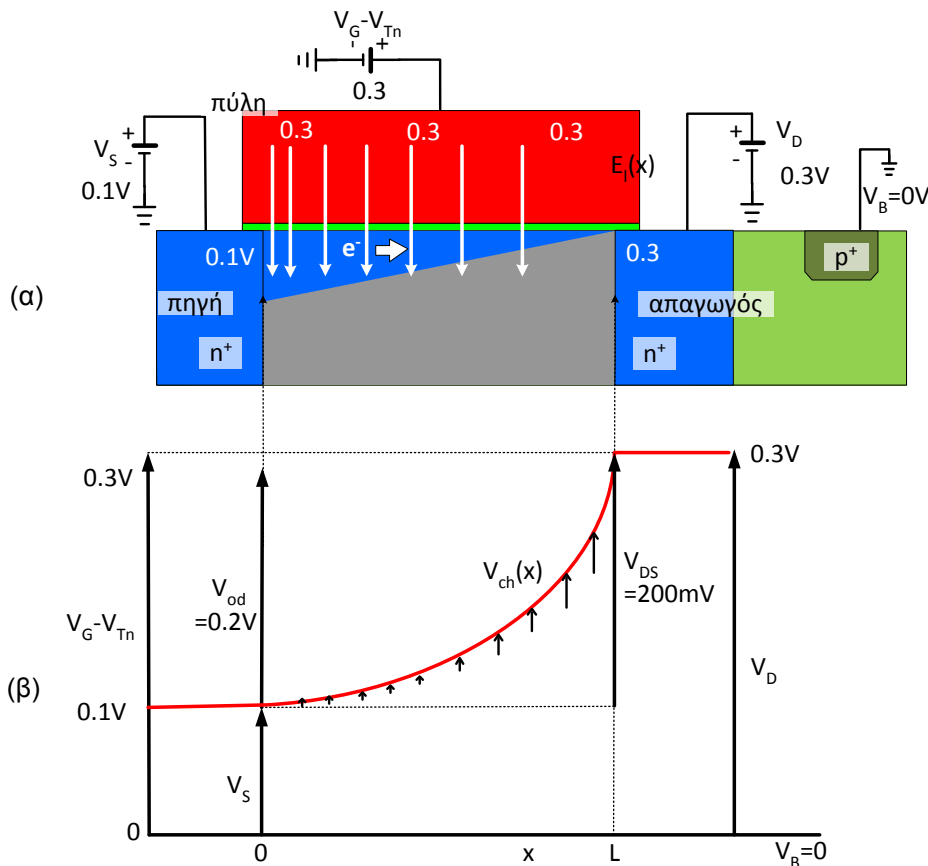 V_G-V_Tn
- +
0.3
πύλη
0.3 0.3 0.3
+
V_S
-
0.1V
E_l(x)
+
V_D
-
0.3V
V_B=0V
0.1V
e-
0.3
p+
(α)
πηγή
απαγωγός
n+
n+
0.3V
0.3V
V_od
=0.2V
V_ch(x)
V_DS
=200mV
V_G-V_Tn
V_D
(β)
0.1V
V_S
0
0 x L V_B=0